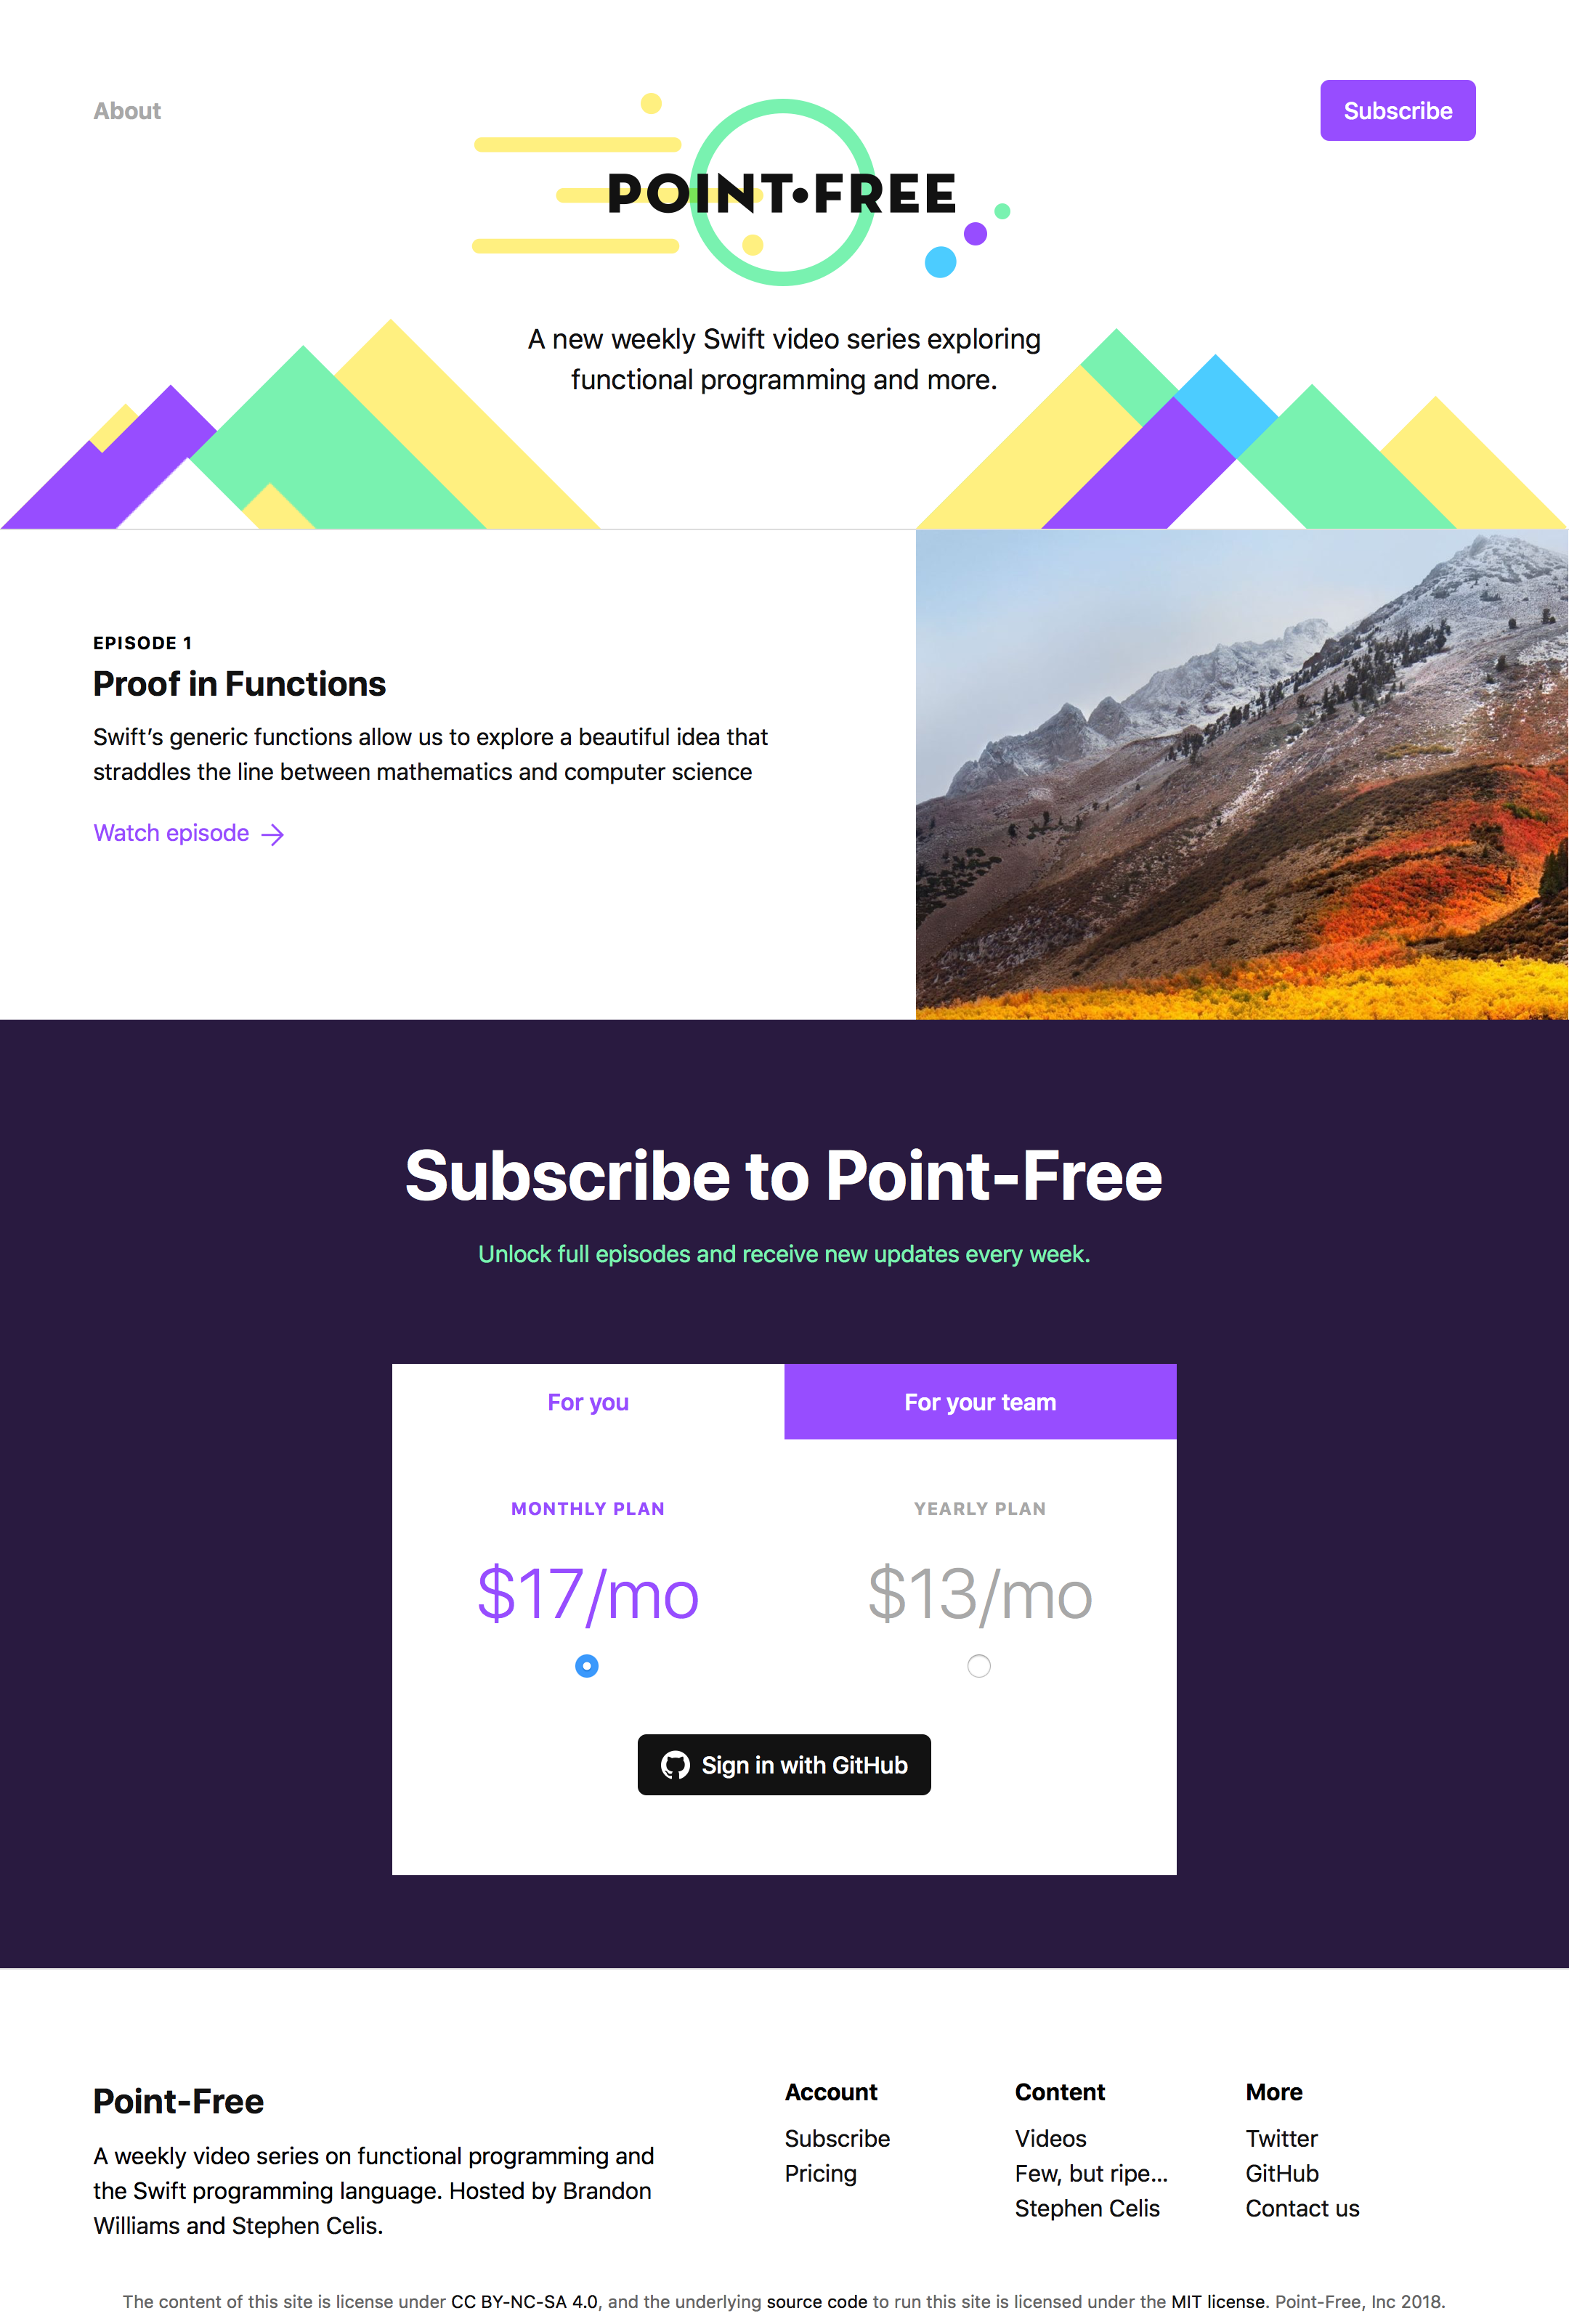 About
Subscribe
POINT•FREE
A new weekly Swift video series exploring
functional programming and more.
EPISODE 1
Proof in Functions
Swift’s generic functions allow us to explore a beautiful idea that
straddles the line between mathematics and computer science
Watch episode →
Subscribe to Point-Free
Unlock full episodes and receive new updates every week.
For you
For your team
MONTHLY PLAN
$17/mo
YEARLY PLAN
$13/mo
Sign in with GitHub
Point-Free
A weekly video series on functional programming and
the Swift programming language. Hosted by Brandon
Williams and Stephen Celis.
Account
Subscribe
Pricing
Content
Videos
Few, but ripe...
Stephen Celis
More
Twitter
GitHub
Contact us
The content of this site is license under CC BY-NC-SA 4.0, and the underlying source code to run this site is licensed under the MIT license. Point-Free, Inc 2018.